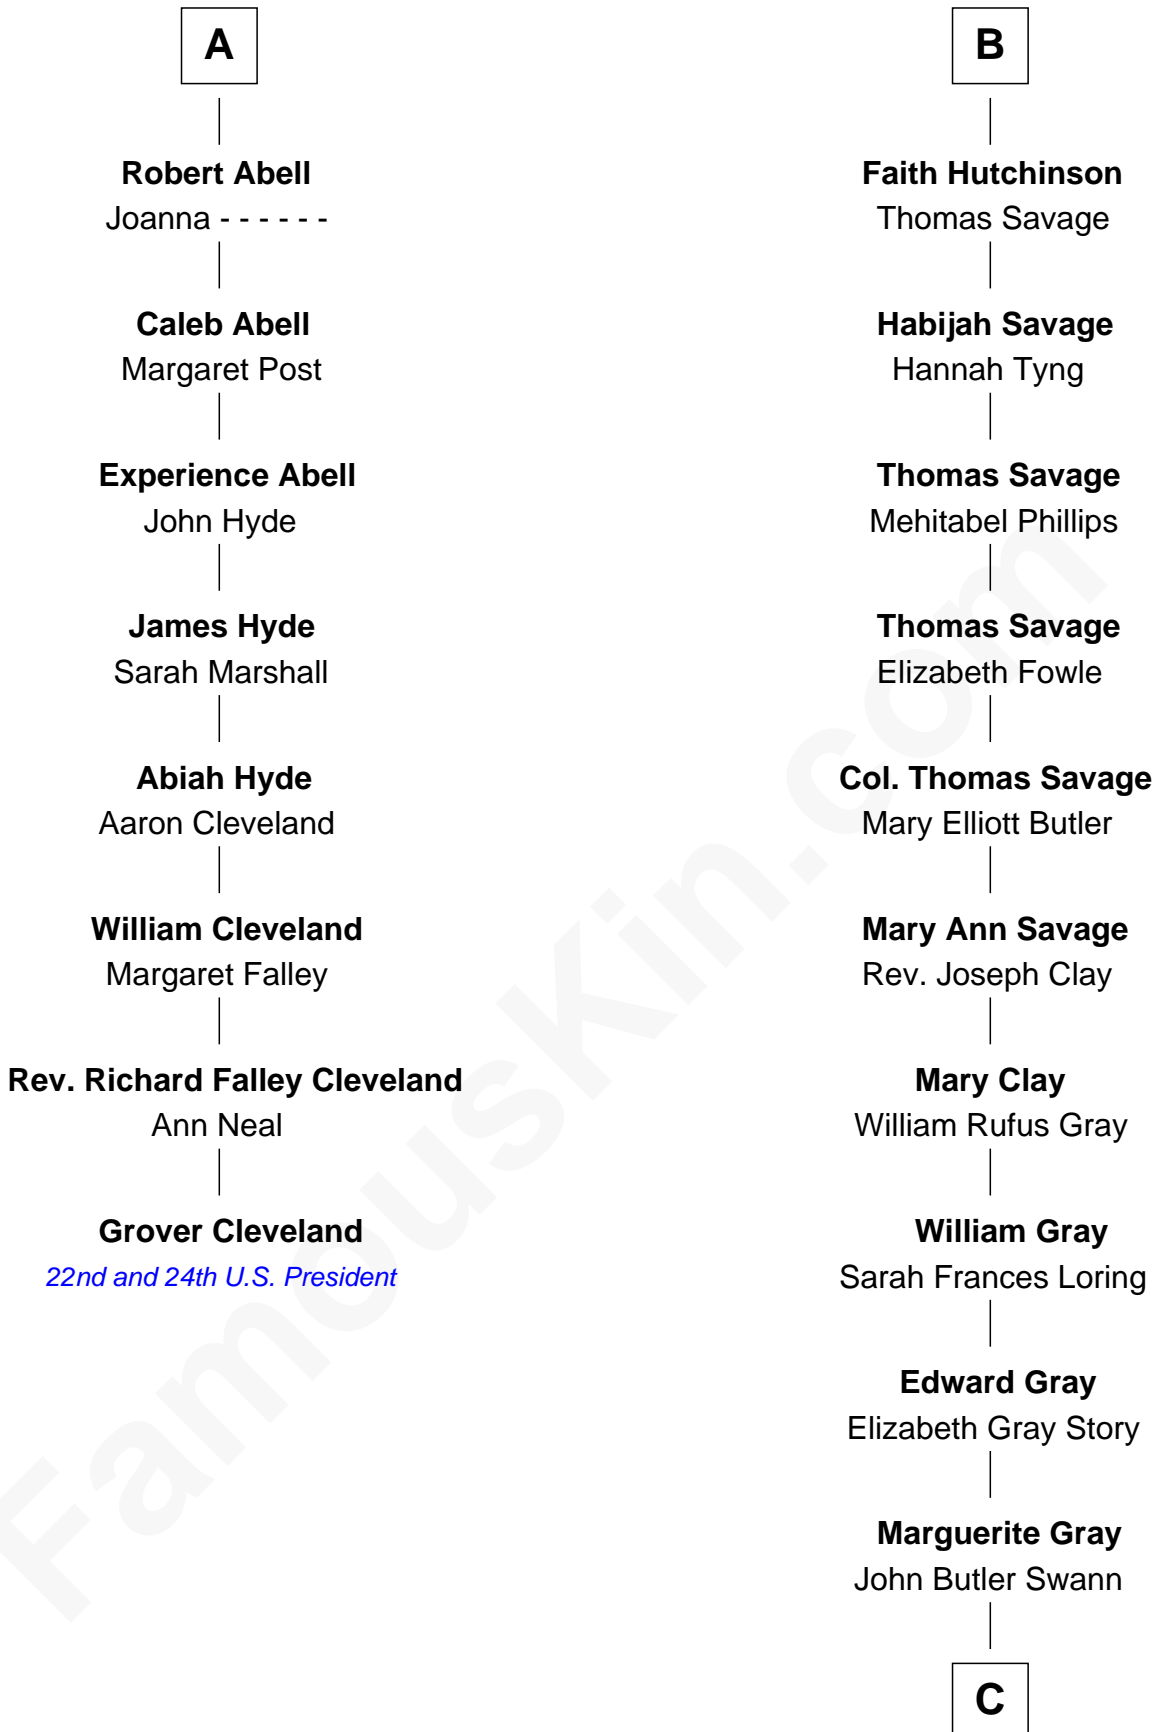 A
Robert Abell
Joanna - - - - - -
Caleb Abell
Margaret Post
Experience Abell
John Hyde
James Hyde
Sarah Marshall
Abiah Hyde
Aaron Cleveland
William Cleveland
Margaret Falley
Rev. Richard Falley Cleveland
Ann Neal
Grover Cleveland
22nd and 24th U.S. President
B
Faith Hutchinson
Thomas Savage
Habijah Savage
Hannah Tyng
Thomas Savage
Mehitabel Phillips
Thomas Savage
Elizabeth Fowle
Col. Thomas Savage
Mary Elliott Butler
Mary Ann Savage
Rev. Joseph Clay
Mary Clay
William Rufus Gray
William Gray
Sarah Frances Loring
Edward Gray
Elizabeth Gray Story
Marguerite Gray
John Butler Swann
C
FamousKin.com